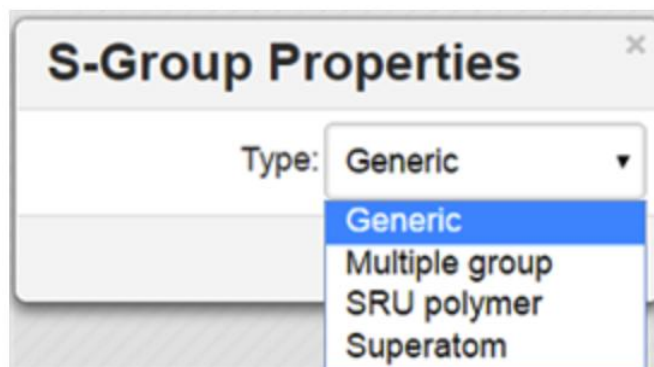 S-Group Properties ×
Type: Generic ▾
Generic
Multiple group
SRU polymer
Superatom